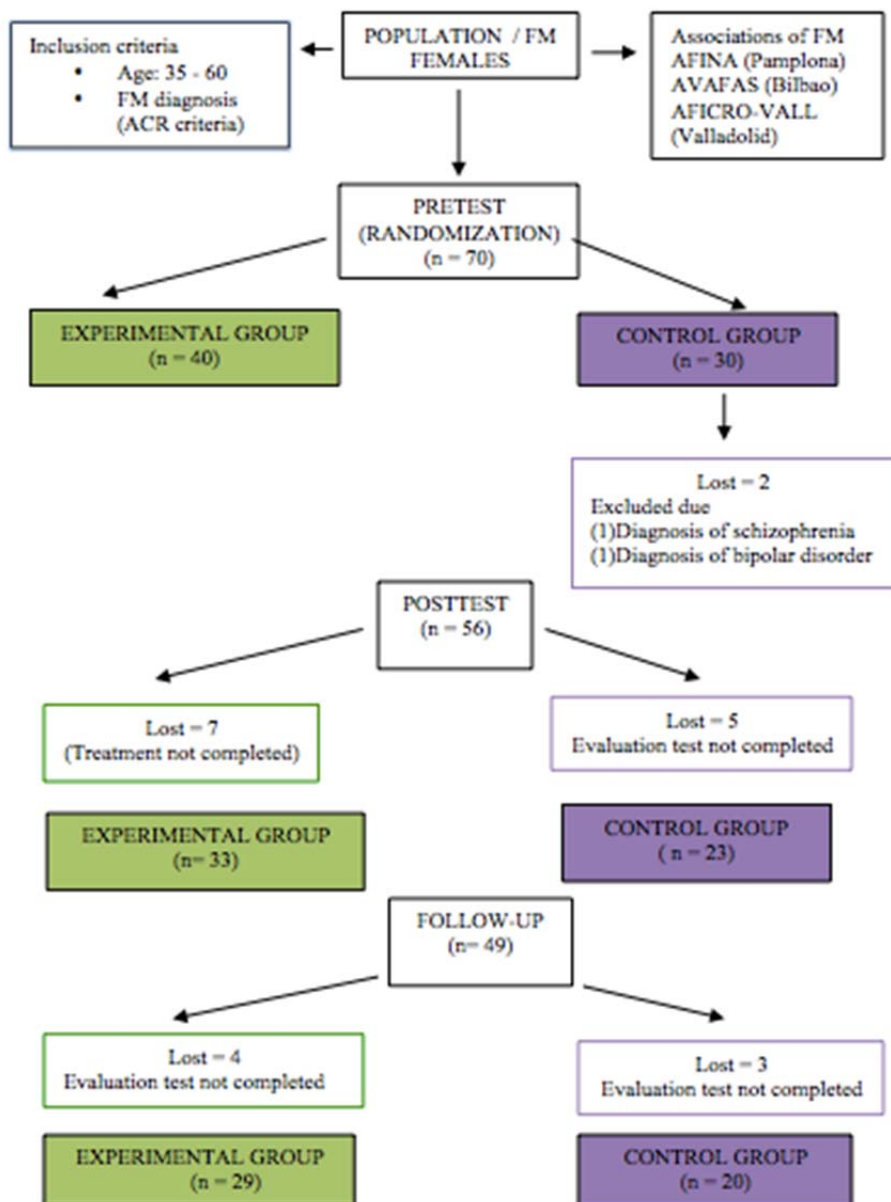 Inclusion criteria
• Age: 35 - 60
• FM diagnosis
(ACR criteria)
POPULATION / FM
FEMALES
Associations of FM
AFINA (Pamplona)
AVAFAS (Bilbao)
AFICRO-VALL
(Valladolid)
PRETEST
(RANDOMIZATION)
(n = 70)
EXPERIMENTAL GROUP
(n = 40)
CONTROL GROUP
(n = 30)
Lost = 2
Excluded due
(1)Diagnosis of schizophrenia
(1)Diagnosis of bipolar disorder
POSTTEST
(n = 56)
Lost = 7
(Treatment not completed)
Lost = 5
Evaluation test not completed
EXPERIMENTAL GROUP
(n= 33)
CONTROL GROUP
( n = 23)
FOLLOW-UP
(n= 49)
Lost = 4
Evaluation test not completed
Lost = 3
Evaluation test not completed
EXPERIMENTAL GROUP
(n = 29)
CONTROL GROUP
(n = 20)